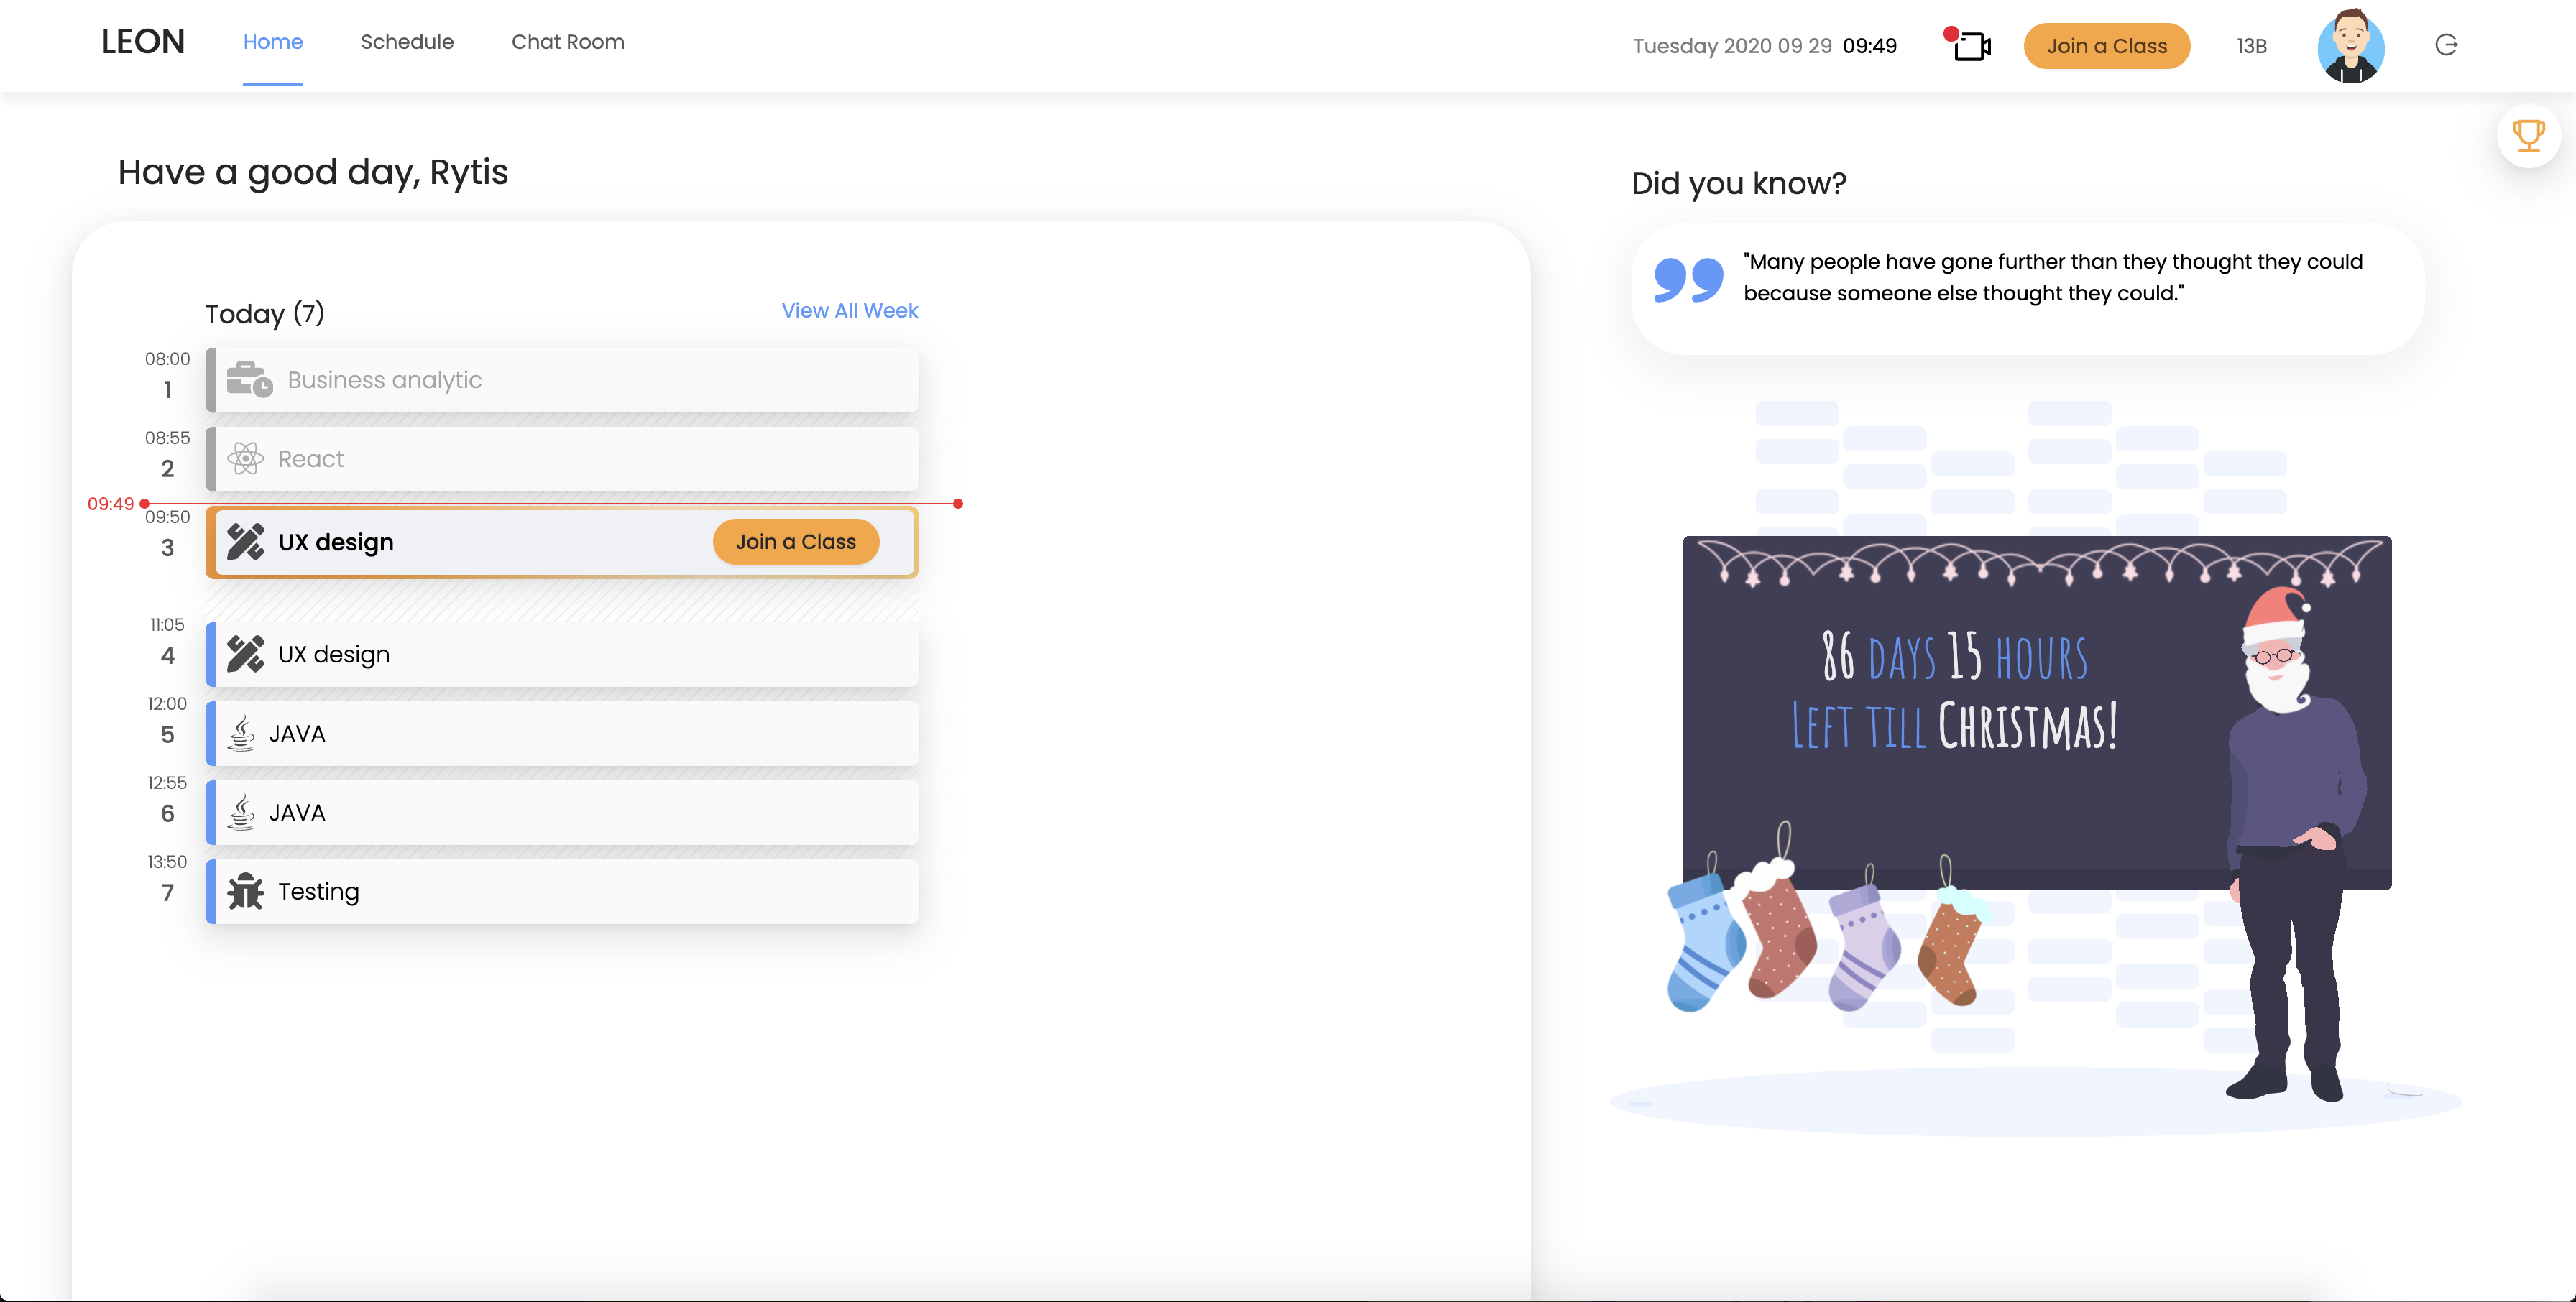 LEON Home Schedule Chat Room Tuesday 2020 09 29 09:49 Join a Class 13B
Have a good day, Rytis
Today (7) View All Week
08:00
1 Business analytic
08:55
2 React
09:49
09:50
3 UX design Join a Class
11:05
4 UX design
12:00
5 JAVA
12:55
6 JAVA
13:50
7 Testing
Did you know?
"Many people have gone further than they thought they could
because someone else thought they could."
86 DAYS 15 HOURS
LEFT TILL CHRISTMAS!